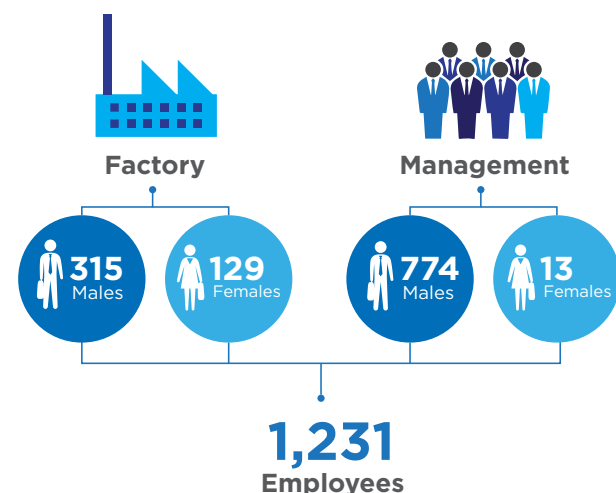 Factory
Management
315
Males
129
Females
774
Males
13
Females
1,231
Employees